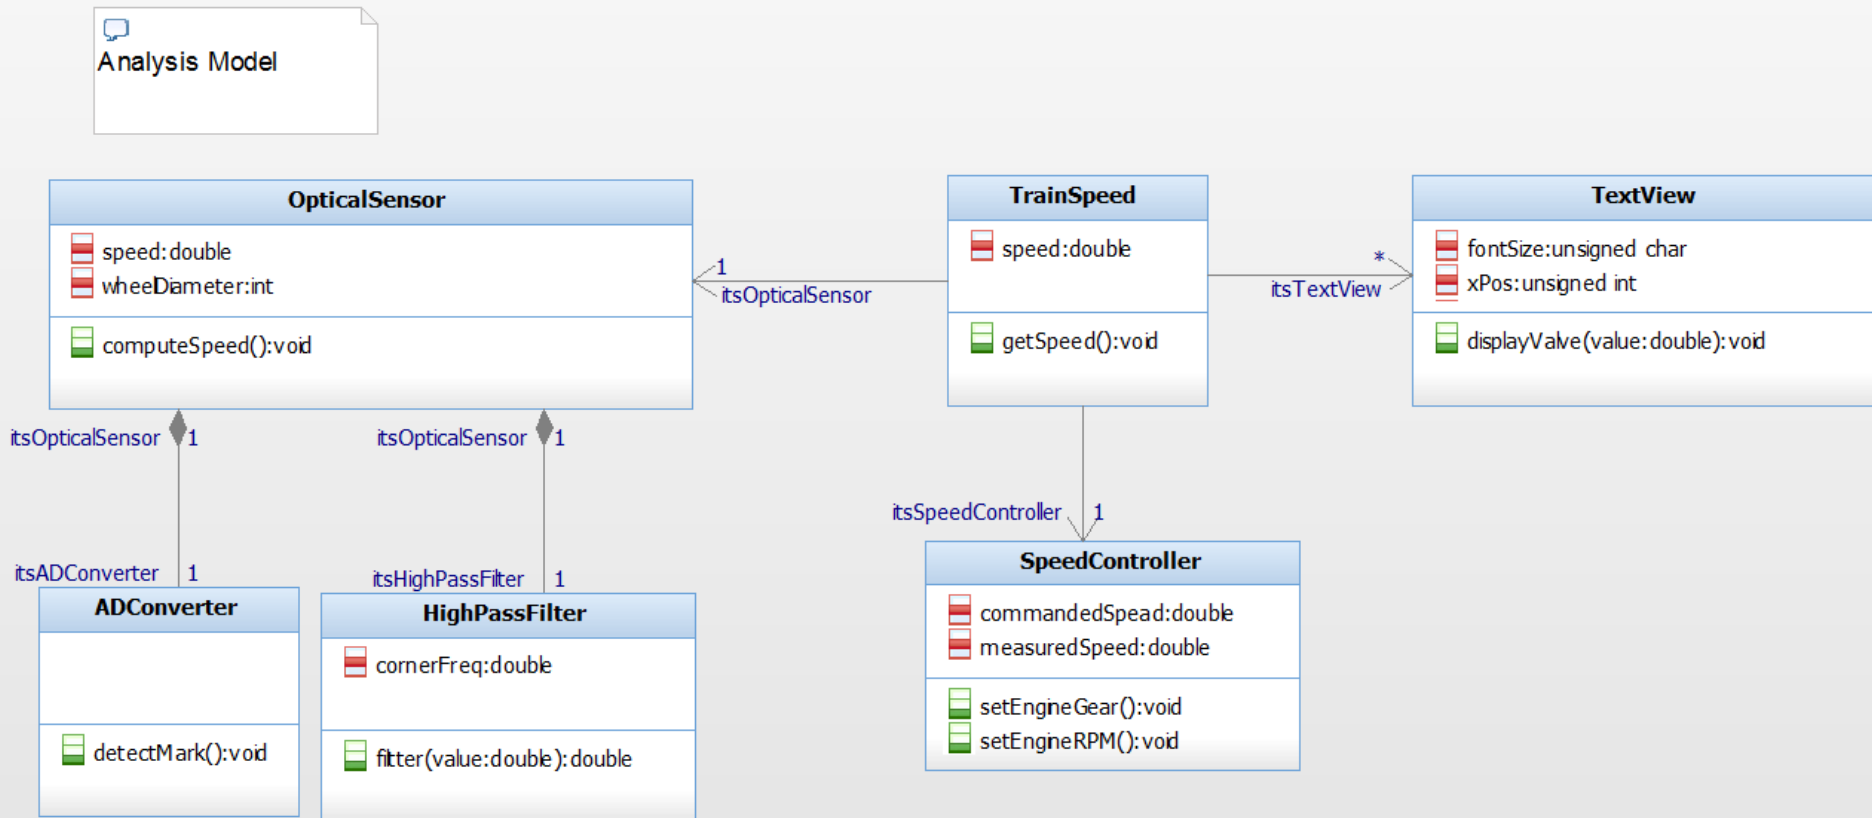 Analysis Model
OpticalSensor
speed:double
wheelDiameter:int
computeSpeed():void
TrainSpeed
speed:double
getSpeed():void
TextView
fontSize:unsigned char
xPos:unsigned int
displayValve(value:double):void
1
itsOpticalSensor
*
itsTextView
itsOpticalSensor 1
itsOpticalSensor 1
itsSpeedController 1
itsADConverter 1
itsHighPassFilter 1
ADConverter
detectMark():void
HighPassFilter
cornerFreq:double
fitter(value:double):double
SpeedController
commandedSpead:double
measuredSpeed:double
setEngineGear():void
setEngineRPM():void